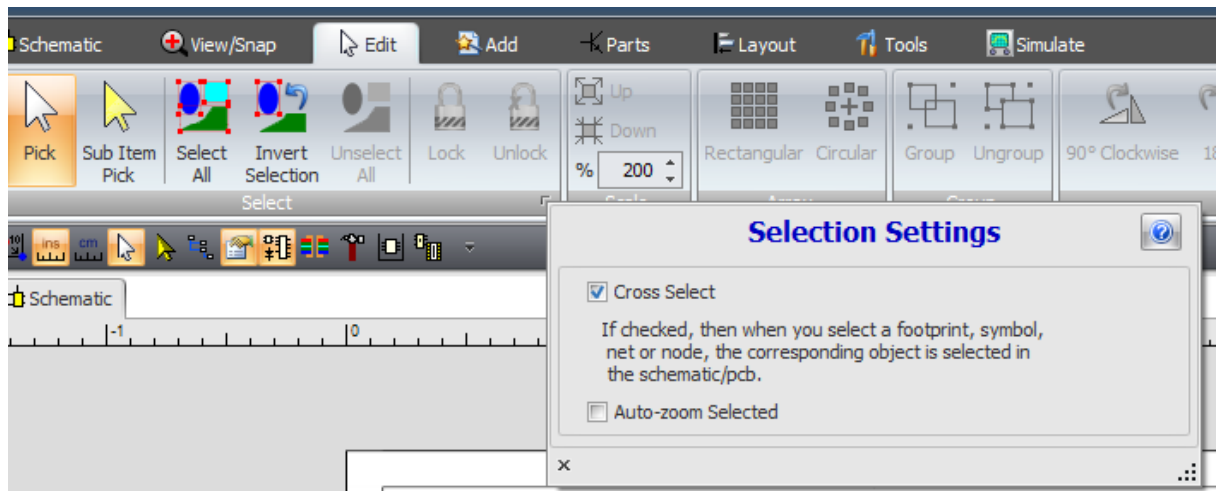 Schematic View/Snap Edit Add Parts Layout Tools Simulate
Pick
Sub Item
Pick
Select
All
Invert
Selection
Unselect
All
Lock
Unlock
Up
Down
% 200
Rectangular
Circular
Group
Ungroup
90° Clockwise
18
Select
Selection Settings
ins
cm
Schematic
-1
0
Cross Select
If checked, then when you select a footprint, symbol,
net or node, the corresponding object is selected in
the schematic/pcb.
Auto-zoom Selected